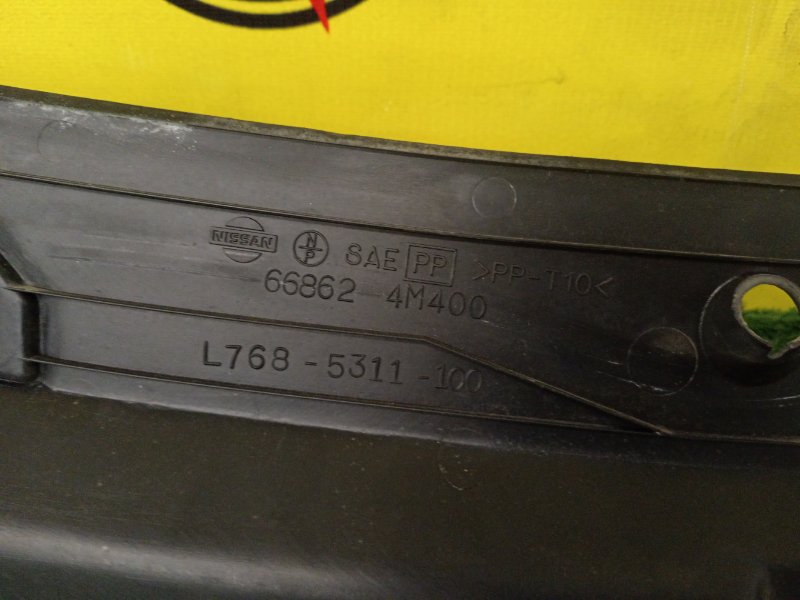 NISSAN N P SAE PP >PP-T10<
66862 - 4M400
L768 - 5311 - 100